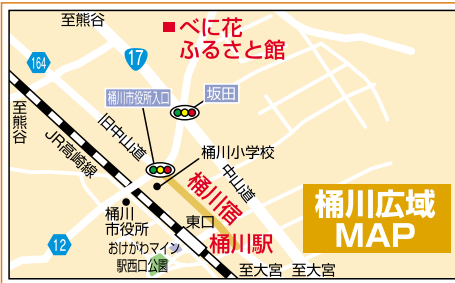 至熊谷
べに花
ふるさと館
164
17
桶川市役所入口
坂田
至熊谷
旧中山道
JR高崎線
桶川小学校
中山道
桶川宿
桶川広域
MAP
桶川
市役所
東口
12
おけがわマイン
桶川駅
駅西口公園
至大宮
至大宮